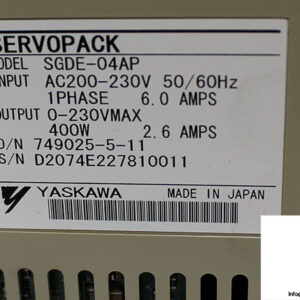 SERVOPACK
MODEL SGDE-04AP
INPUT AC200-230V 50/60Hz
1PHASE 6.0 AMPS
OUTPUT 0-230VMAX
400W 2.6 AMPS
O/N 749025-5-11
S/N D2074E227810011
YASKAWA MADE IN JAPAN